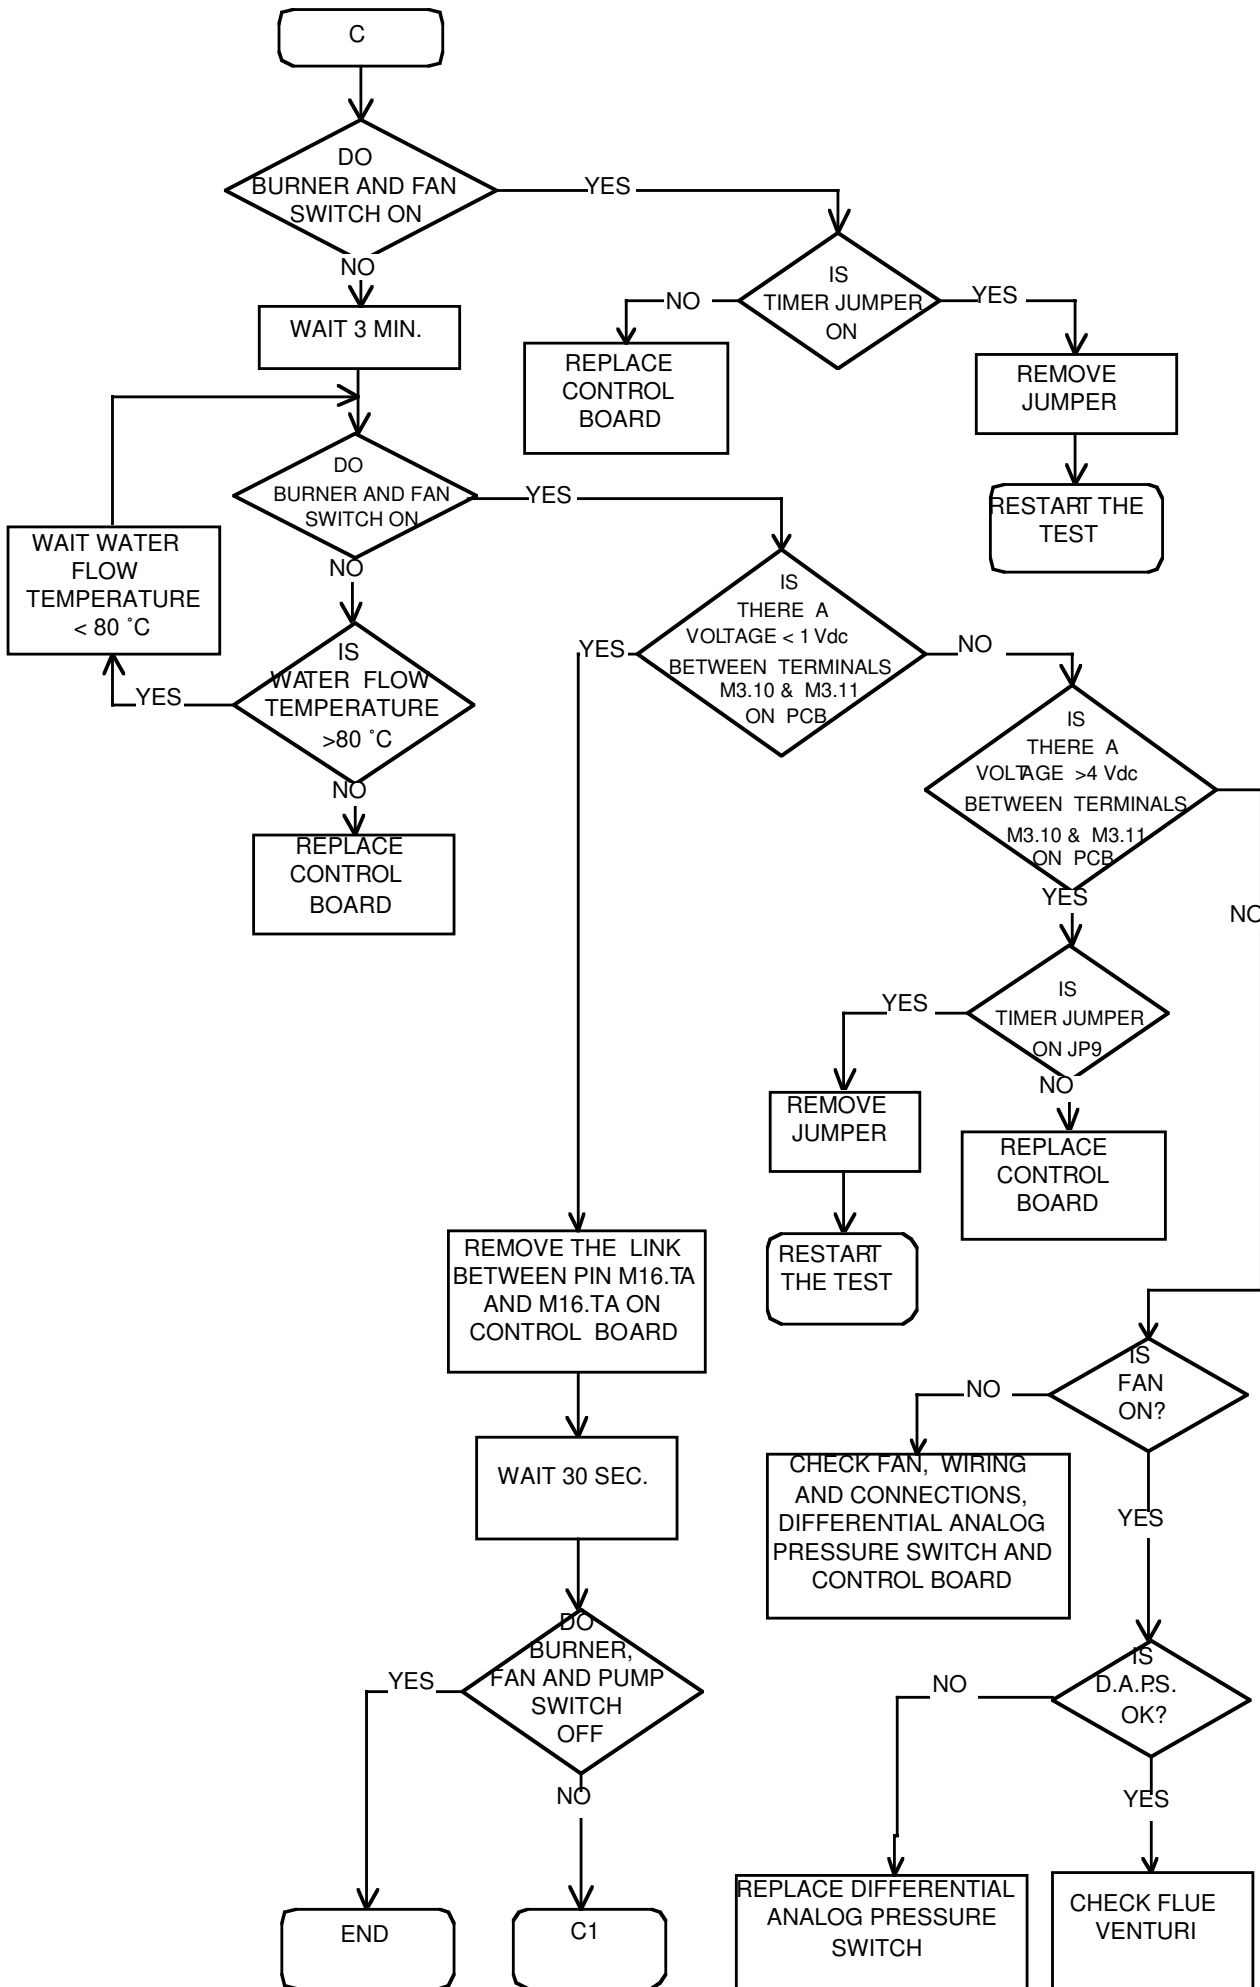 C
DO
BURNER AND FAN
SWITCH ON
YES
NO
IS
TIMER JUMPER
ON
NO
YES
WAIT 3 MIN.
REPLACE
CONTROL
BOARD
REMOVE
JUMPER
DO
BURNER AND FAN
SWITCH ON
YES
NO
RESTART THE
TEST
WAIT WATER
FLOW
TEMPERATURE
< 80 ˚C
IS
WATER FLOW
TEMPERATURE
>80 ˚C
YES
NO
REPLACE
CONTROL
BOARD
IS
THERE A
VOLTAGE < 1 Vdc
BETWEEN TERMINALS
M3.10 & M3.11
ON PCB
YES
NO
IS
THERE A
VOLTAGE >4 Vdc
BETWEEN TERMINALS
M3.10 & M3.11
ON PCB
YES
NO
IS
TIMER JUMPER
ON JP9
YES
NO
REMOVE
JUMPER
REPLACE
CONTROL
BOARD
RESTART
THE TEST
REMOVE THE LINK
BETWEEN PIN M16.TA
AND M16.TA ON
CONTROL BOARD
IS
FAN
ON?
NO
YES
WAIT 30 SEC.
CHECK FAN, WIRING
AND CONNECTIONS,
DIFFERENTIAL ANALOG
PRESSURE SWITCH AND
CONTROL BOARD
DO
BURNER,
FAN AND PUMP
SWITCH
OFF
YES
NO
IS
D.A.P.S.
OK?
NO
YES
END
C1
REPLACE DIFFERENTIAL
ANALOG PRESSURE
SWITCH
CHECK FLUE
VENTURI